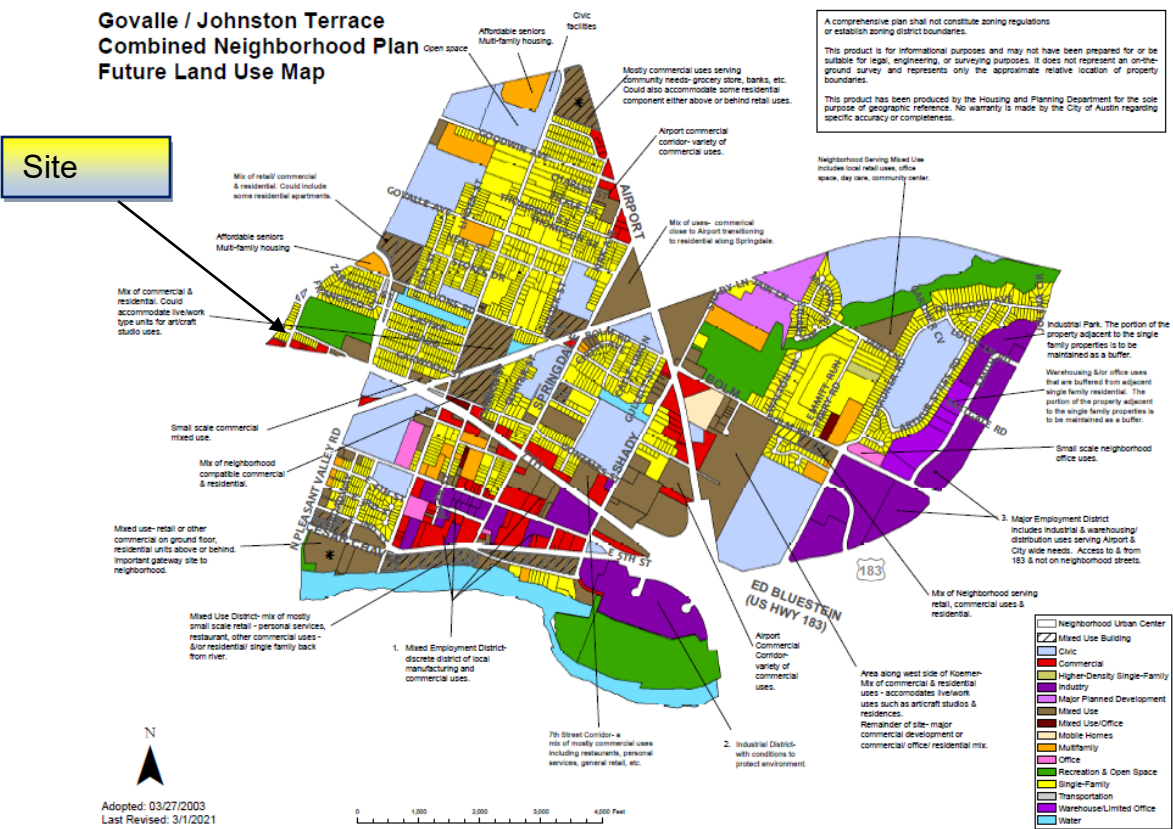 Govalle / Johnston Terrace
Combined Neighborhood Plan
Future Land Use Map
A comprehensive plan shall not constitute zoning regulations
or establish zoning district boundaries.
This product is for informational purposes and may not have been prepared for or be
suitable for legal, engineering, or surveying purposes. It does not represent an on-the-
ground survey and represents only the approximate relative location of property
boundaries.
This product has been produced by the Housing and Planning Department for the sole
purpose of geographic reference. No warranty is made by the City of Austin regarding
specific accuracy or completeness.
Site
Open space
Affordable seniors
Multi-family housing.
Civic
facilities
Mostly commercial uses serving
community needs- grocery store, banks, etc.
Could also accommodate some residential
component either above or behind retail uses.
Airport commercial
corridor- variety of
commercial uses.
Neighborhood Serving Mixed Use
includes local retail uses, office
space, day care, community center.
Mix of retail/ commercial
& residential. Could include
some residential apartments.
Mix of uses- commerical
close to Airport transitioning
to residential along Springdale.
Affordable seniors
Multi-family housing
Mix of commercial &
residential. Could
accommodate live/work
type units for art/craft
studio uses.
Industrial Park. The portion of the
property adjacent to the single
family properties is to be
maintained as a buffer.
Warehousing &/or office uses
that are buffered from adjacent
single family residential. The
portion of the property adjacent
to the single family properties is
to be maintained as a buffer.
Small scale neighborhood
office uses.
Small scale commercial
mixed use.
Mix of neighborhood
compatible commercial
& residential.
Mixed use- retail or other
commercial on ground floor,
residential units above or behind.
Important gateway site to
neighborhood.
3. Major Employment District
includes industrial & warehousing/
distribution uses serving Airport &
City wide needs. Access to & from
183 & not on neighborhood streets.
Mixed Use District- mix of mostly
small scale retail - personal services,
restaurant, other commercial uses -
&/or residential/ single family back
from river.
1. Mixed Employment District-
discrete district of local
manufacturing and
commercial uses.
Mix of Neighborhood serving
retail, commercial uses &
residential.
Airport
Commercial
Corridor-
variety of
commercial
uses.
Area along west side of Koerner-
Mix of commercial & residential
uses - accomodates live/work
uses such as art/craft studios &
residences.
Remainder of site- major
commercial development or
commercial/ office/ residential mix.
7th Street Corridor- a
mix of mostly commercial uses
including restaurants, personal
services, general retail, etc.
2. Industrial District-
with conditions to
protect environment.
GOODWIN AVE
GOVALLE AVE
THOMPSON ST
AIRPORT
SPRINGDALE
SHADY
BOLM
GONZALES
N PLEASANT VALLEY RD
E 5TH ST
ED BLUESTEIN
(US HWY 183)
183
Neighborhood Urban Center
Mixed Use Building
Civic
Commercial
Higher-Density Single-Family
Industry
Major Planned Development
Mixed Use
Mixed Use/Office
Mobile Homes
Multifamily
Office
Recreation & Open Space
Single-Family
Transportation
Warehouse/Limited Office
Water
N
Adopted: 03/27/2003
Last Revised: 3/1/2021
0 1,000 2,000 3,000 4,000 Feet